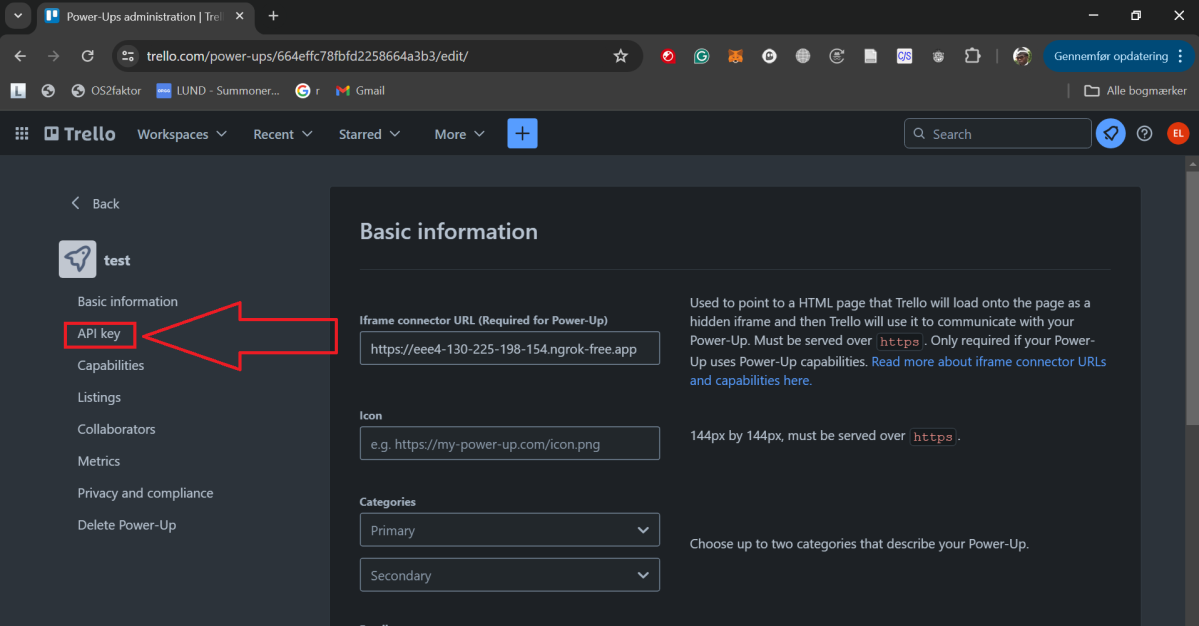 Power-Ups administration | Trel
trello.com/power-ups/664effc78fbfd2258664a3b3/edit/
Gennemfør opdatering
L
OS2faktor
LUND - Summoner...
r
Gmail
Alle bogmærker
Trello
Workspaces
Recent
Starred
More
Search
EL
Back
test
Basic information
API key
Capabilities
Listings
Collaborators
Metrics
Privacy and compliance
Delete Power-Up
Basic information
Iframe connector URL (Required for Power-Up)
https://eee4-130-225-198-154.ngrok-free.app
Used to point to a HTML page that Trello will load onto the page as a
hidden iframe and then Trello will use it to communicate with your
Power-Up. Must be served over https. Only required if your Power-
Up uses Power-Up capabilities. Read more about iframe connector URLs
and capabilities here.
Icon
e.g. https://my-power-up.com/icon.png
144px by 144px, must be served over https.
Categories
Primary
Secondary
Choose up to two categories that describe your Power-Up.